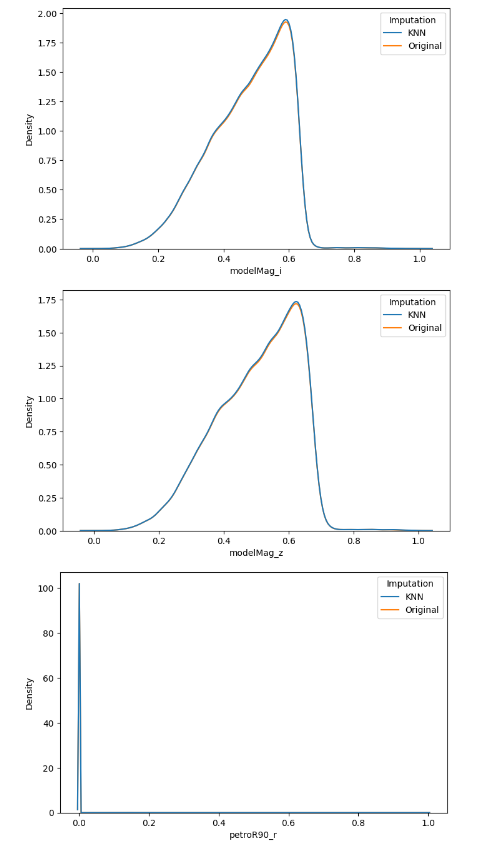 2.00
1.75
1.50
1.25
1.00
0.75
0.50
0.25
0.00
Density
Imputation
KNN
Original
0.0 0.2 0.4 0.6 0.8 1.0
modelMag_i
1.75
1.50
1.25
1.00
0.75
0.50
0.25
0.00
Density
Imputation
KNN
Original
0.0 0.2 0.4 0.6 0.8 1.0
modelMag_z
100
80
60
40
20
0
Density
Imputation
KNN
Original
0.0 0.2 0.4 0.6 0.8 1.0
petroR90_r